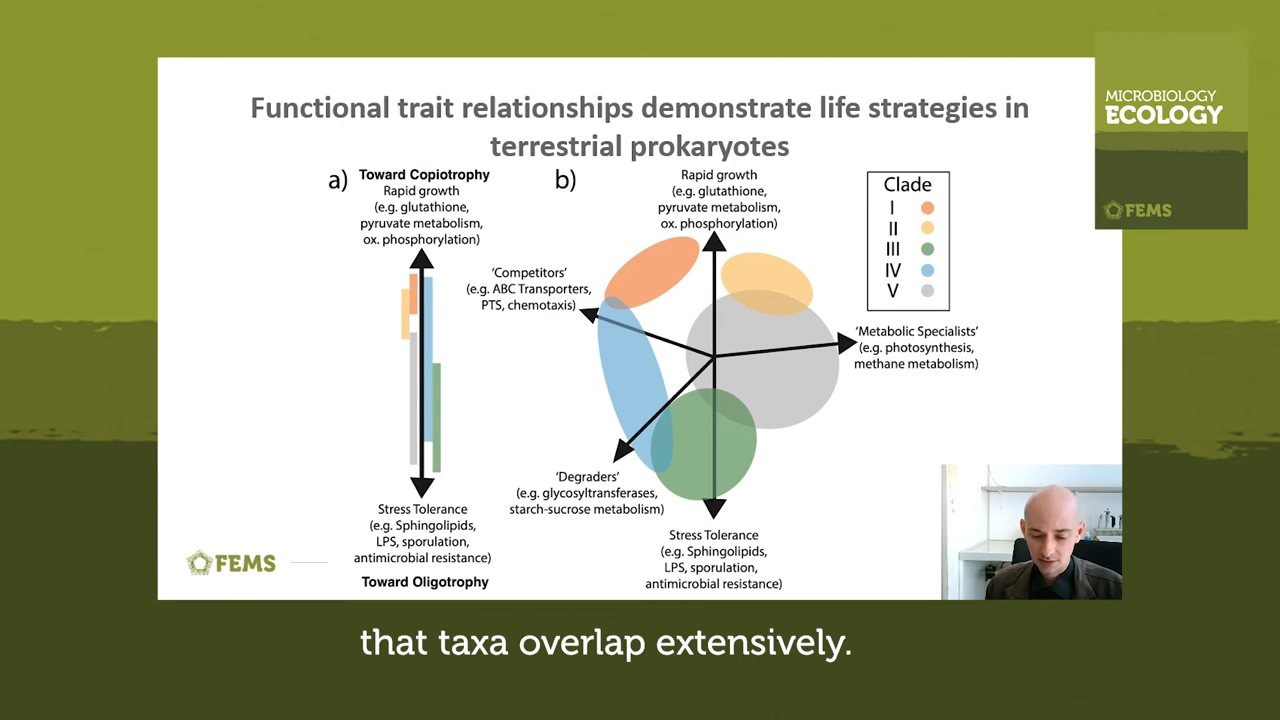 Functional trait relationships demonstrate life strategies in
terrestrial prokaryotes
MICROBIOLOGY
ECOLOGY
FEMS
a)
Toward Copiotrophy
Rapid growth
(e.g. glutathione,
pyruvate metabolism,
ox. phosphorylation)
Stress Tolerance
(e.g. Sphingolipids,
LPS, sporulation,
antimicrobial resistance)
Toward Oligotrophy
b)
Rapid growth
(e.g. glutathione,
pyruvate metabolism,
ox. phosphorylation)
'Competitors'
(e.g. ABC Transporters,
PTS, chemotaxis)
'Metabolic Specialists'
(e.g. photosynthesis,
methane metabolism)
'Degraders'
(e.g. glycosyltransferases,
starch-sucrose metabolism)
Stress Tolerance
(e.g. Sphingolipids,
LPS, sporulation,
antimicrobial resistance)
Clade
I
II
III
IV
V
FEMS
that taxa overlap extensively.